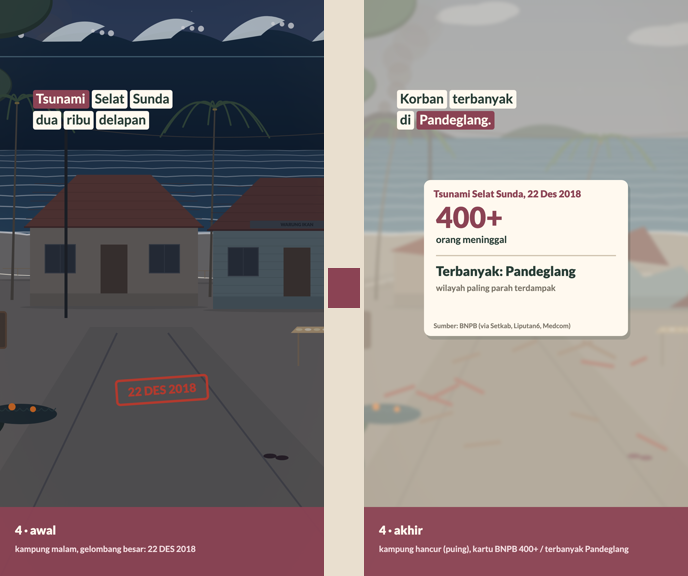 Tsunami Selat Sunda
dua ribu delapan
22 DES 2018
4 · awal
kampung malam, gelombang besar: 22 DES 2018
Korban terbanyak
di Pandeglang.
Tsunami Selat Sunda, 22 Des 2018
400+
orang meninggal
Terbanyak: Pandeglang
wilayah paling parah terdampak
Sumber: BNPB (via Setkab, Liputan6, Medcom)
4 · akhir
kampung hancur (puing), kartu BNPB 400+ / terbanyak Pandeglang